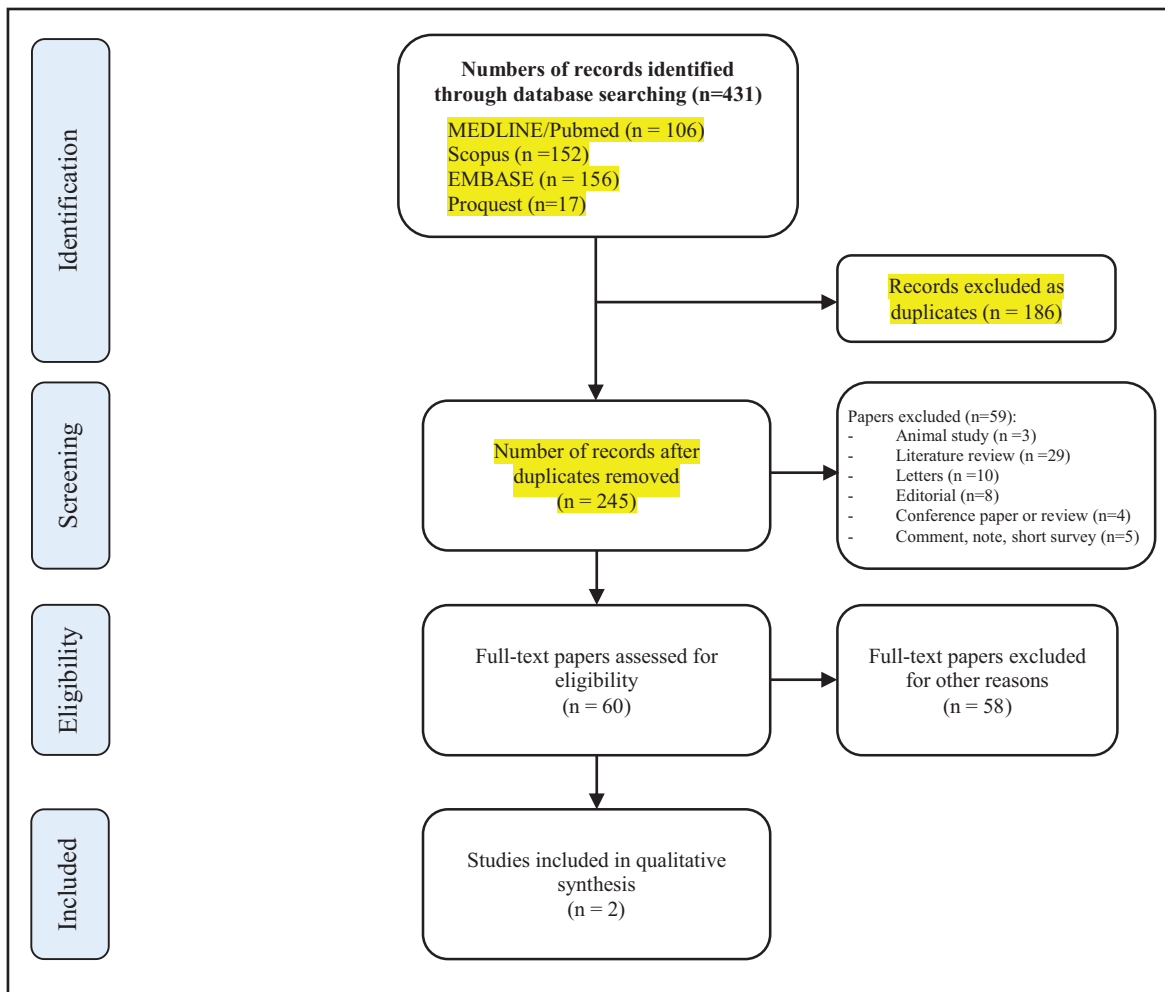 Identification
Numbers of records identified
through database searching (n=431)
MEDLINE/Pubmed (n = 106)
Scopus (n =152)
EMBASE (n = 156)
Proquest (n=17)
Records excluded as
duplicates (n = 186)
Screening
Number of records after
duplicates removed
(n = 245)
Papers excluded (n=59):
- Animal study (n =3)
- Literature review (n =29)
- Letters (n =10)
- Editorial (n=8)
- Conference paper or review (n=4)
- Comment, note, short survey (n=5)
Eligibility
Full-text papers assessed for
eligibility
(n = 60)
Full-text papers excluded
for other reasons
(n = 58)
Included
Studies included in qualitative
synthesis
(n = 2)